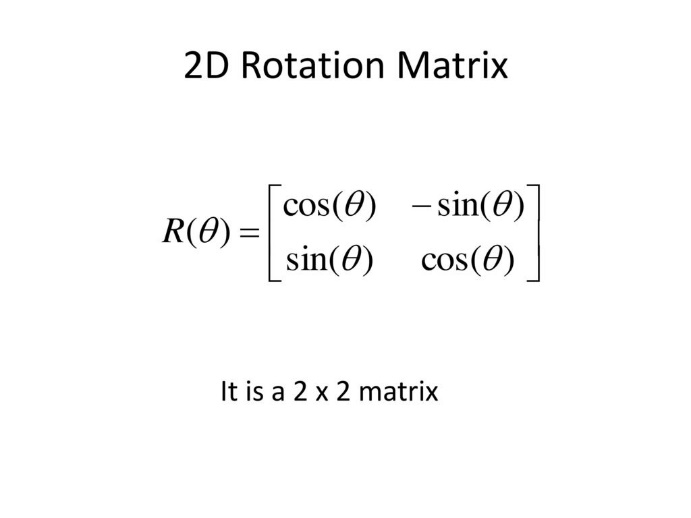 2D Rotation Matrix
R(θ) = [ cos(θ) − sin(θ) ]
[ sin(θ) cos(θ) ]
It is a 2 x 2 matrix